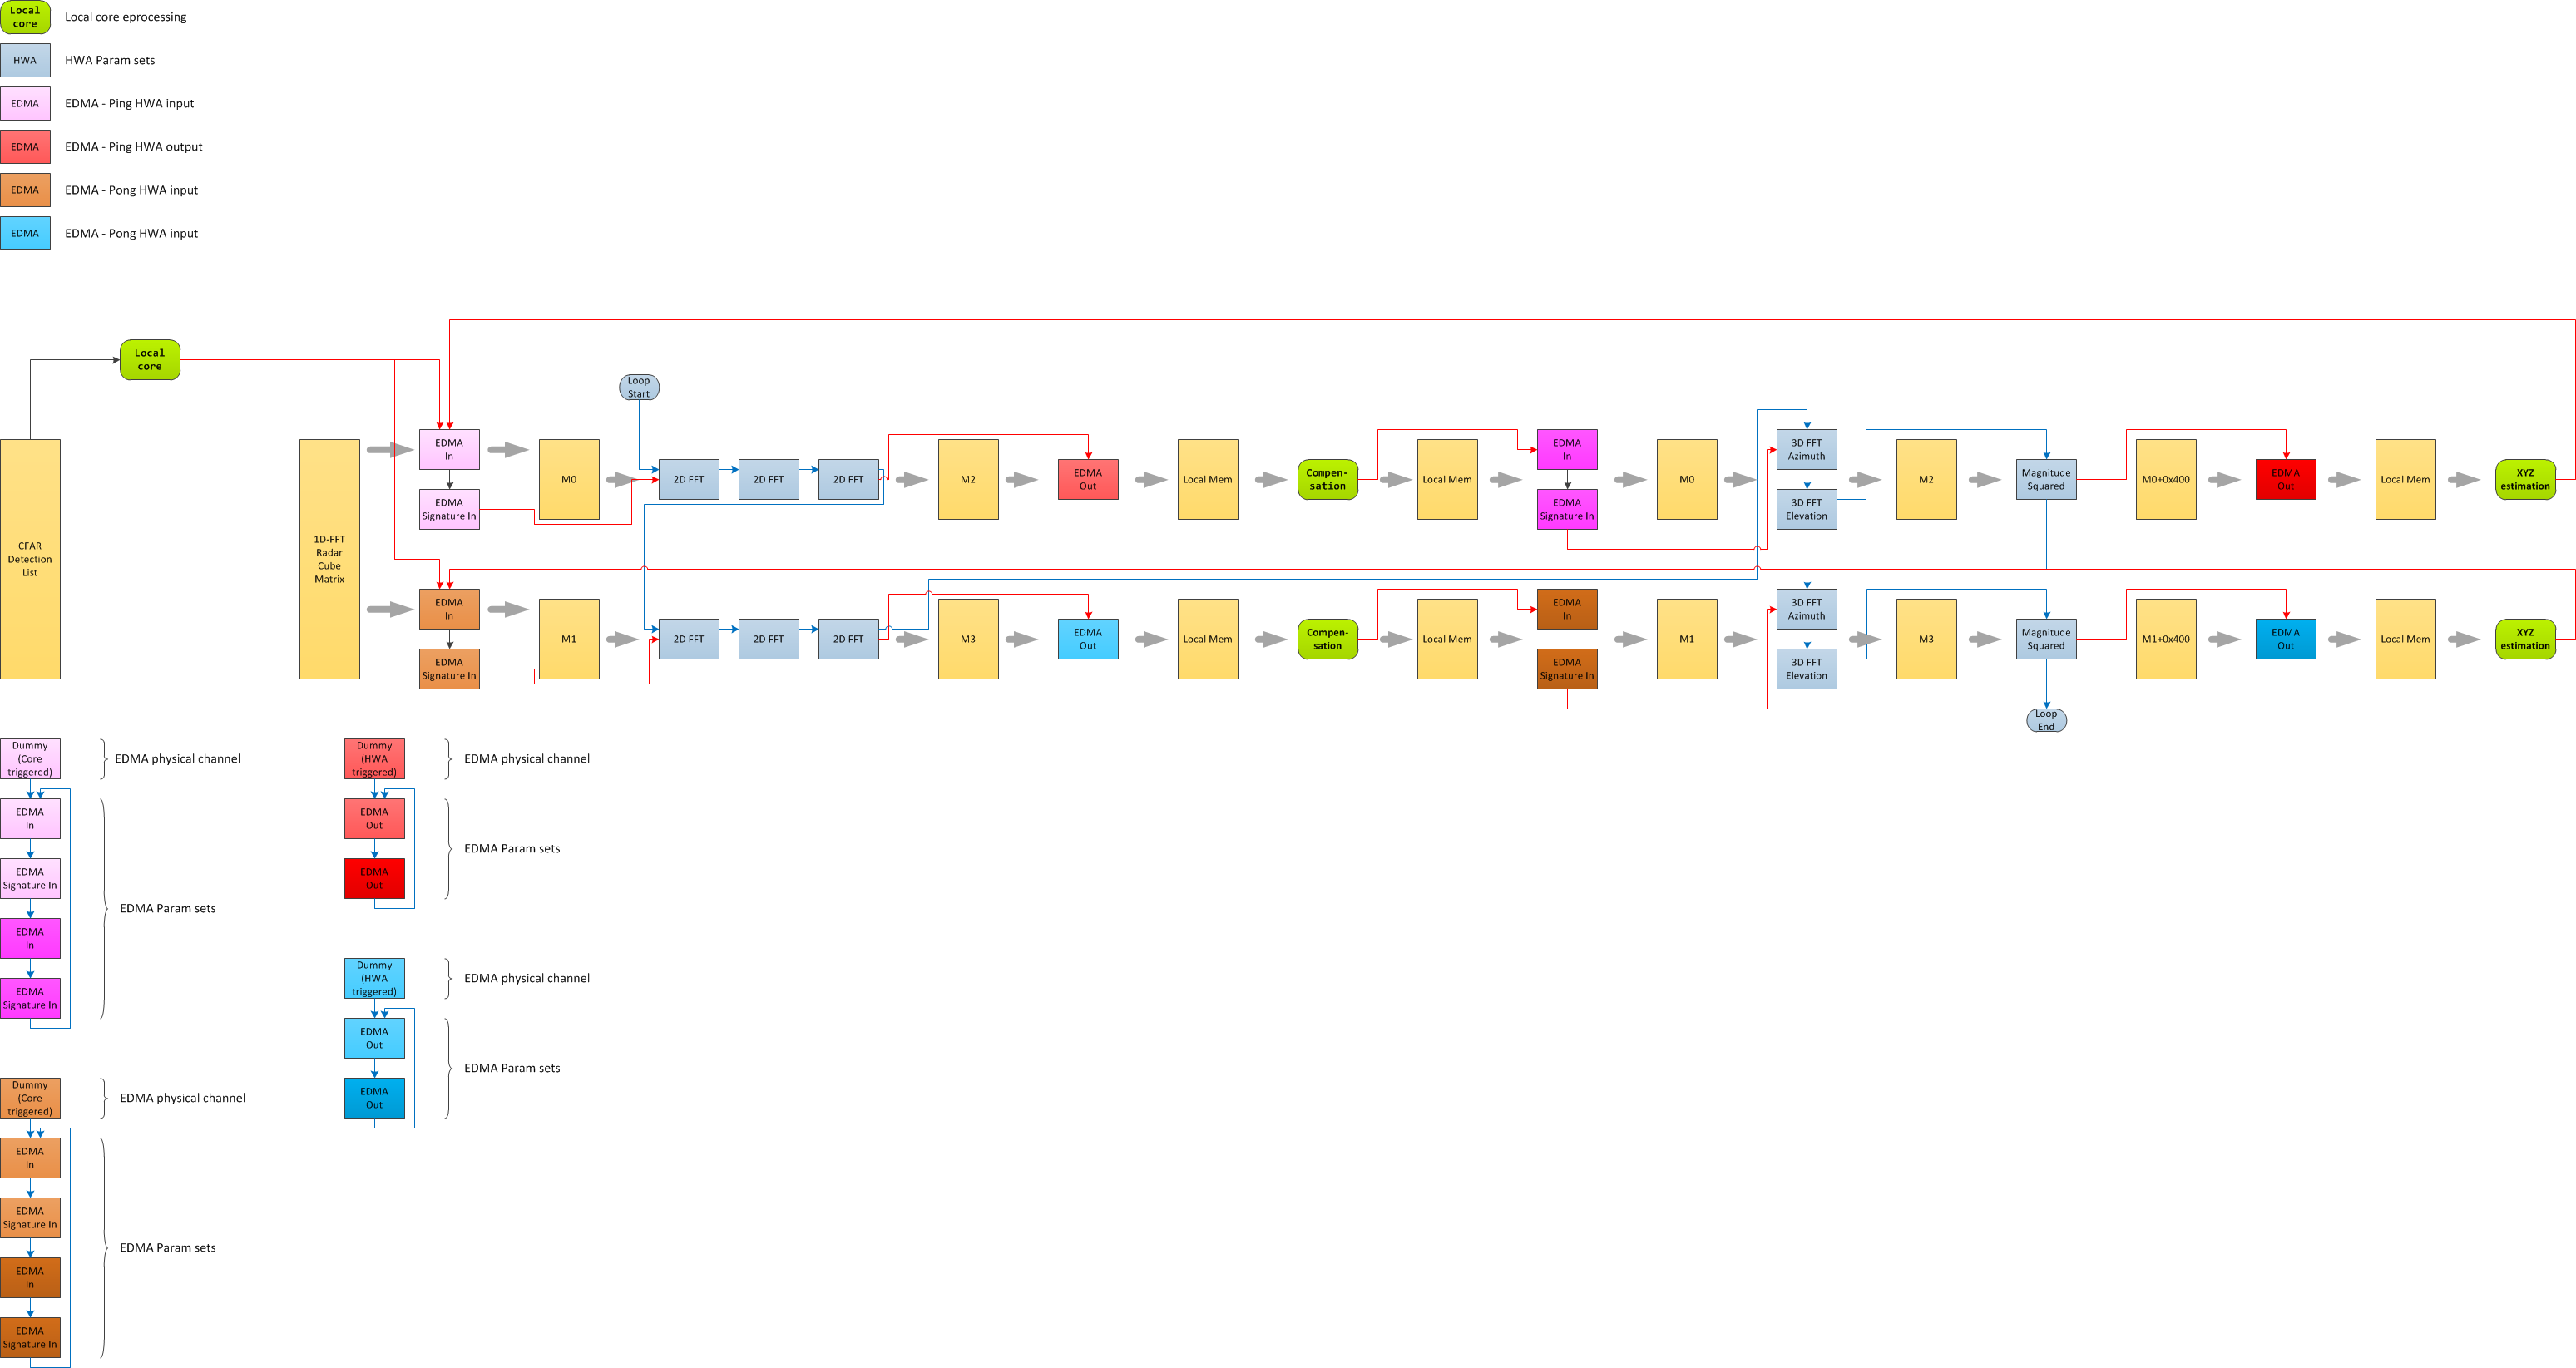 Local
core
Local core eprocessing
HWA
HWA Param sets
EDMA
EDMA - Ping HWA input
EDMA
EDMA - Ping HWA output
EDMA
EDMA - Pong HWA input
EDMA
EDMA - Pong HWA input
Local
core
Loop
Start
CFAR
Detection
List
1D-FFT
Radar
Cube
Matrix
EDMA
In
EDMA
Signature In
M0
2D FFT
2D FFT
2D FFT
M2
EDMA
Out
Local Mem
Compen-
sation
Local Mem
EDMA
In
EDMA
Signature In
M0
3D FFT
Azimuth
3D FFT
Elevation
M2
Magnitude
Squared
M0+0x400
EDMA
Out
Local Mem
XYZ
estimation
EDMA
In
EDMA
Signature In
M1
2D FFT
2D FFT
2D FFT
M3
EDMA
Out
Local Mem
Compen-
sation
Local Mem
EDMA
In
EDMA
Signature In
M1
3D FFT
Azimuth
3D FFT
Elevation
M3
Magnitude
Squared
M1+0x400
EDMA
Out
Local Mem
XYZ
estimation
Loop
End
Dummy
(Core
triggered)
EDMA physical channel
EDMA
In
EDMA
Signature In
EDMA
In
EDMA
Signature In
EDMA Param sets
Dummy
(HWA
triggered)
EDMA physical channel
EDMA
Out
EDMA
Out
EDMA Param sets
Dummy
(HWA
triggered)
EDMA physical channel
EDMA
Out
EDMA
Out
EDMA Param sets
Dummy
(Core
triggered)
EDMA physical channel
EDMA
In
EDMA
Signature In
EDMA
In
EDMA
Signature In
EDMA Param sets